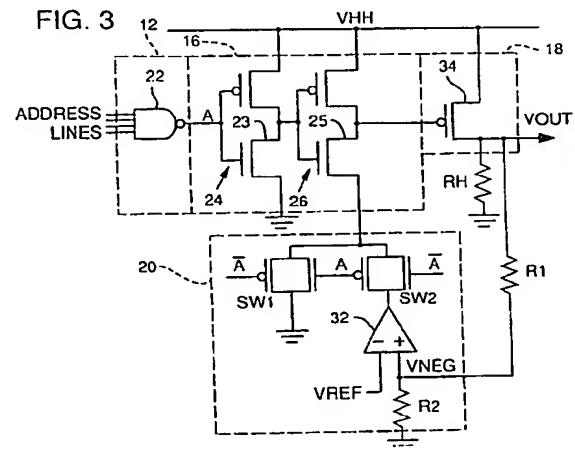 FIG. 3
12
16
VHH
18
22
34
ADDRESS
LINES
A
23
25
VOUT
24
26
RH
20
A
A
A
SW1
SW2
R1
32
- +
VNEG
VREF
R2